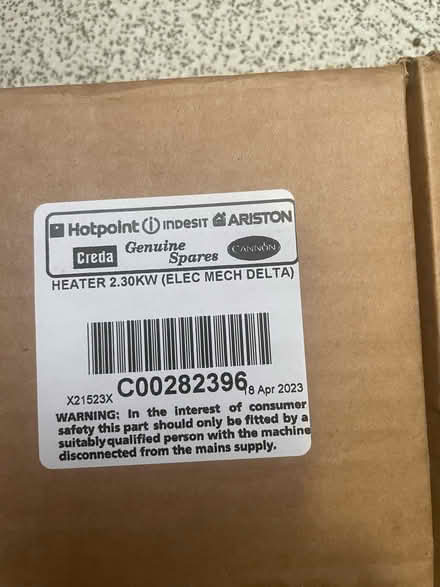 Hotpoint indesit ARISTON
Creda Genuine Spares CANNON
HEATER 2.30KW (ELEC MECH DELTA)
X21523X C00282396 18 Apr 2023
WARNING: In the interest of consumer
safety this part should only be fitted by a
suitably qualified person with the machine
disconnected from the mains supply.